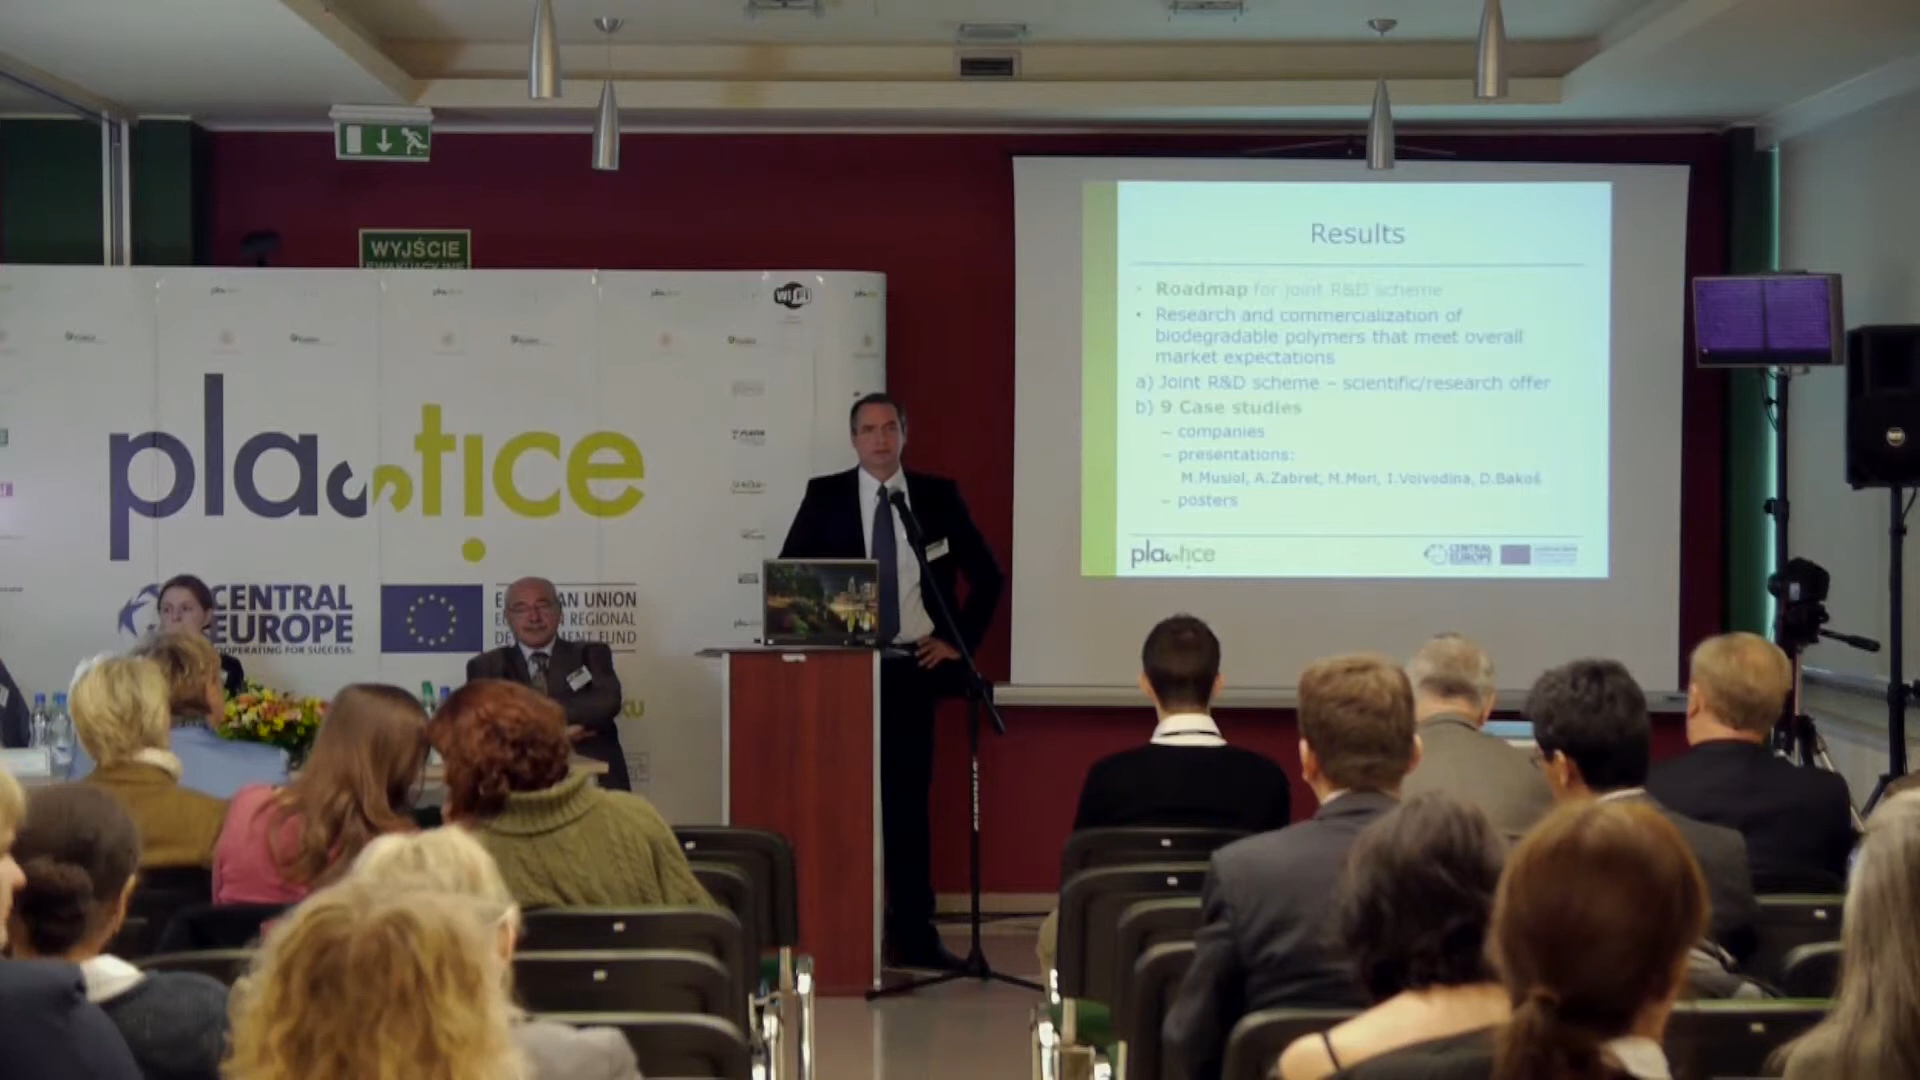 WYJŚCIE
WiFi
plastice
CENTRAL
EUROPE
COOPERATING FOR SUCCESS.
EUROPEAN UNION
EUROPEAN REGIONAL
DEVELOPMENT FUND
Results
• Roadmap for joint R&D scheme
• Research and commercialization of
biodegradable polymers that meet overall
market expectations
a) Joint R&D scheme – scientific/research offer
b) 9 Case studies
– companies
– presentations:
M.Musiol, A.Zabret, M.Mori, I.Voivodina, D.Bakoš
– posters
plastice
CENTRAL
EUROPE